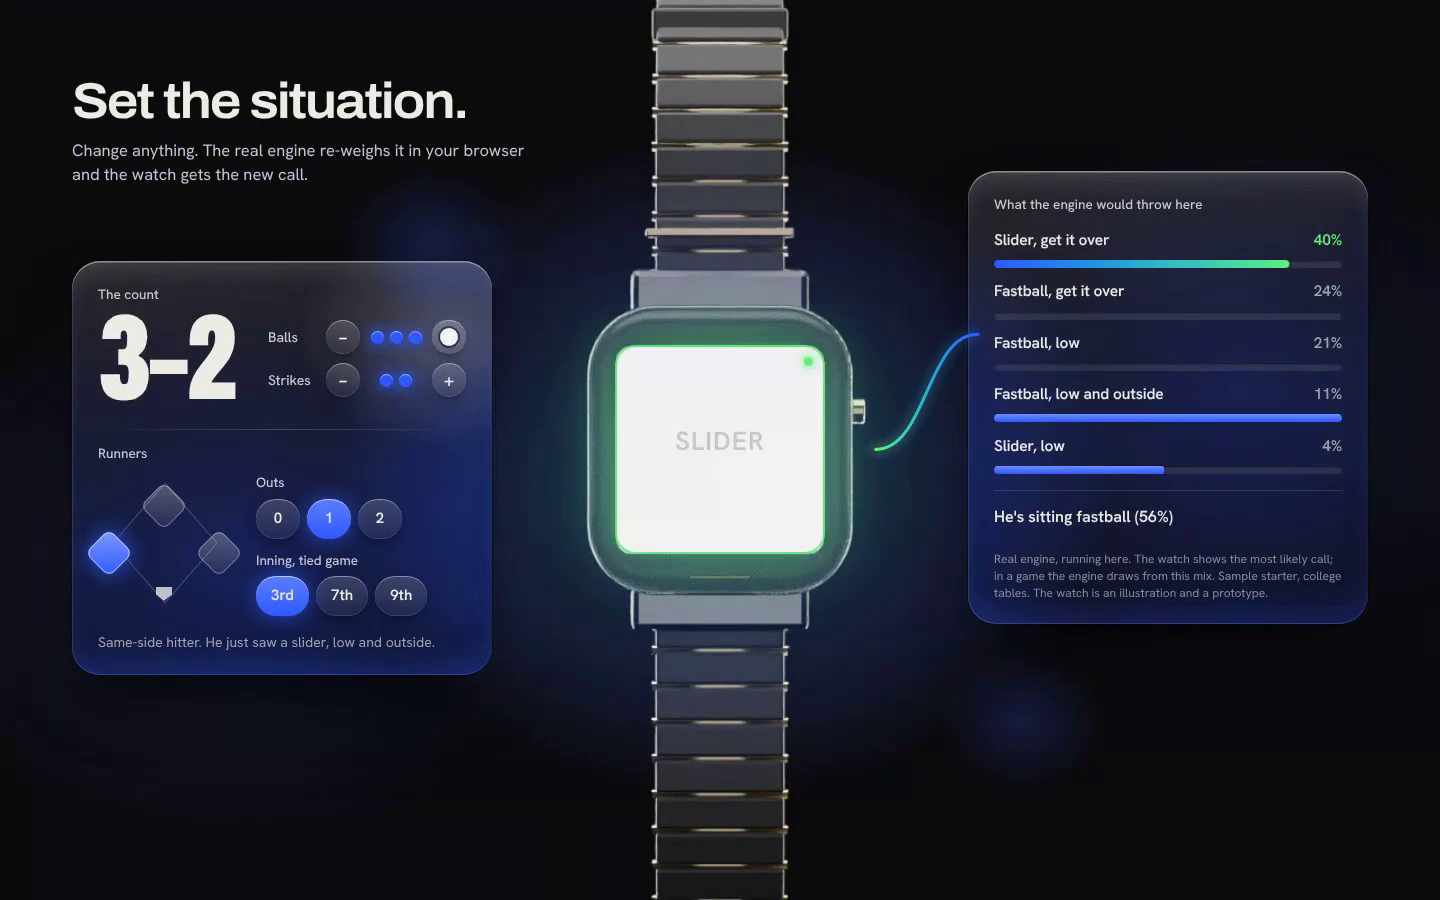 Set the situation.
Change anything. The real engine re-weighs it in your browser
and the watch gets the new call.
The count
3–2
Balls
–
Strikes
–
+
Runners
Outs
0
1
2
Inning, tied game
3rd
7th
9th
Same-side hitter. He just saw a slider, low and outside.
SLIDER
What the engine would throw here
Slider, get it over
40%
Fastball, get it over
24%
Fastball, low
21%
Fastball, low and outside
11%
Slider, low
4%
He's sitting fastball (56%)
Real engine, running here. The watch shows the most likely call;
in a game the engine draws from this mix. Sample starter, college
tables. The watch is an illustration and a prototype.